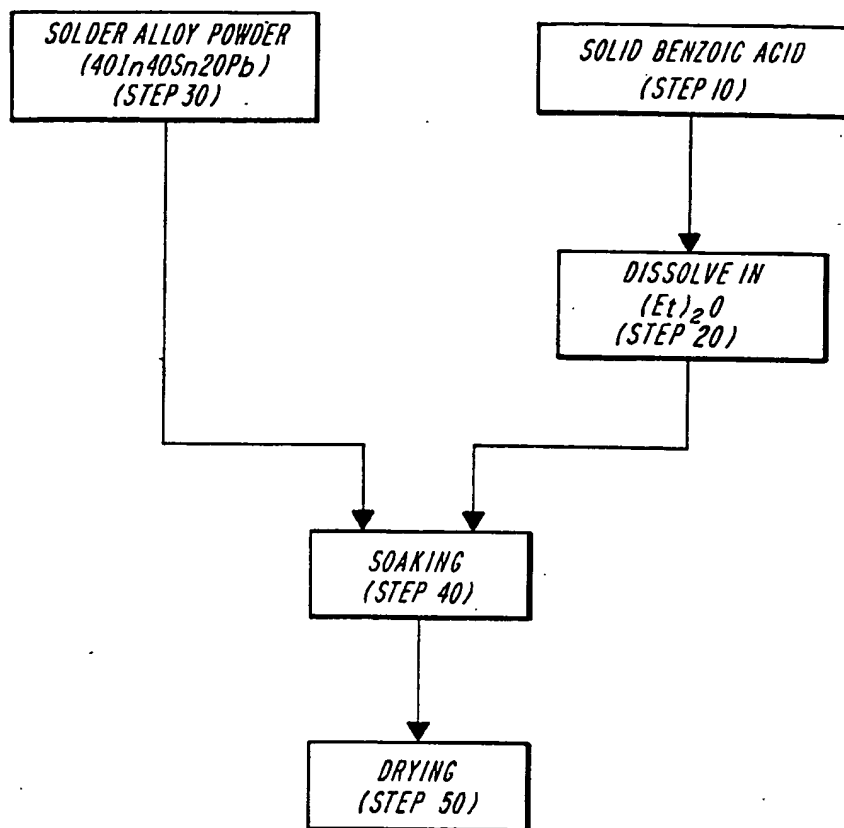 SOLDER ALLOY POWDER
(40In40Sn20Pb)
(STEP 30)
SOLID BENZOIC ACID
(STEP 10)
DISSOLVE IN
(Et)₂O
(STEP 20)
SOAKING
(STEP 40)
DRYING
(STEP 50)